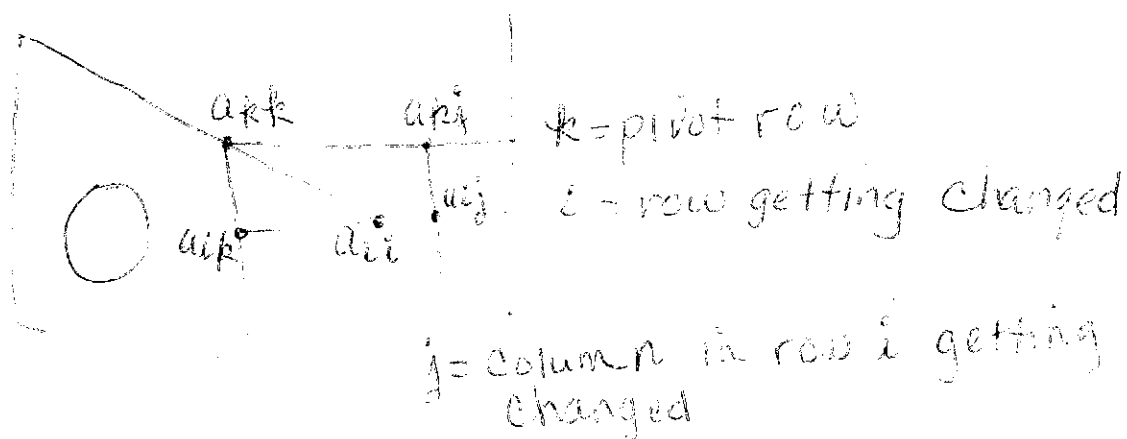 akk akj k = pivot row
aij i - row getting changed
aik aii
j = column in row i getting
changed